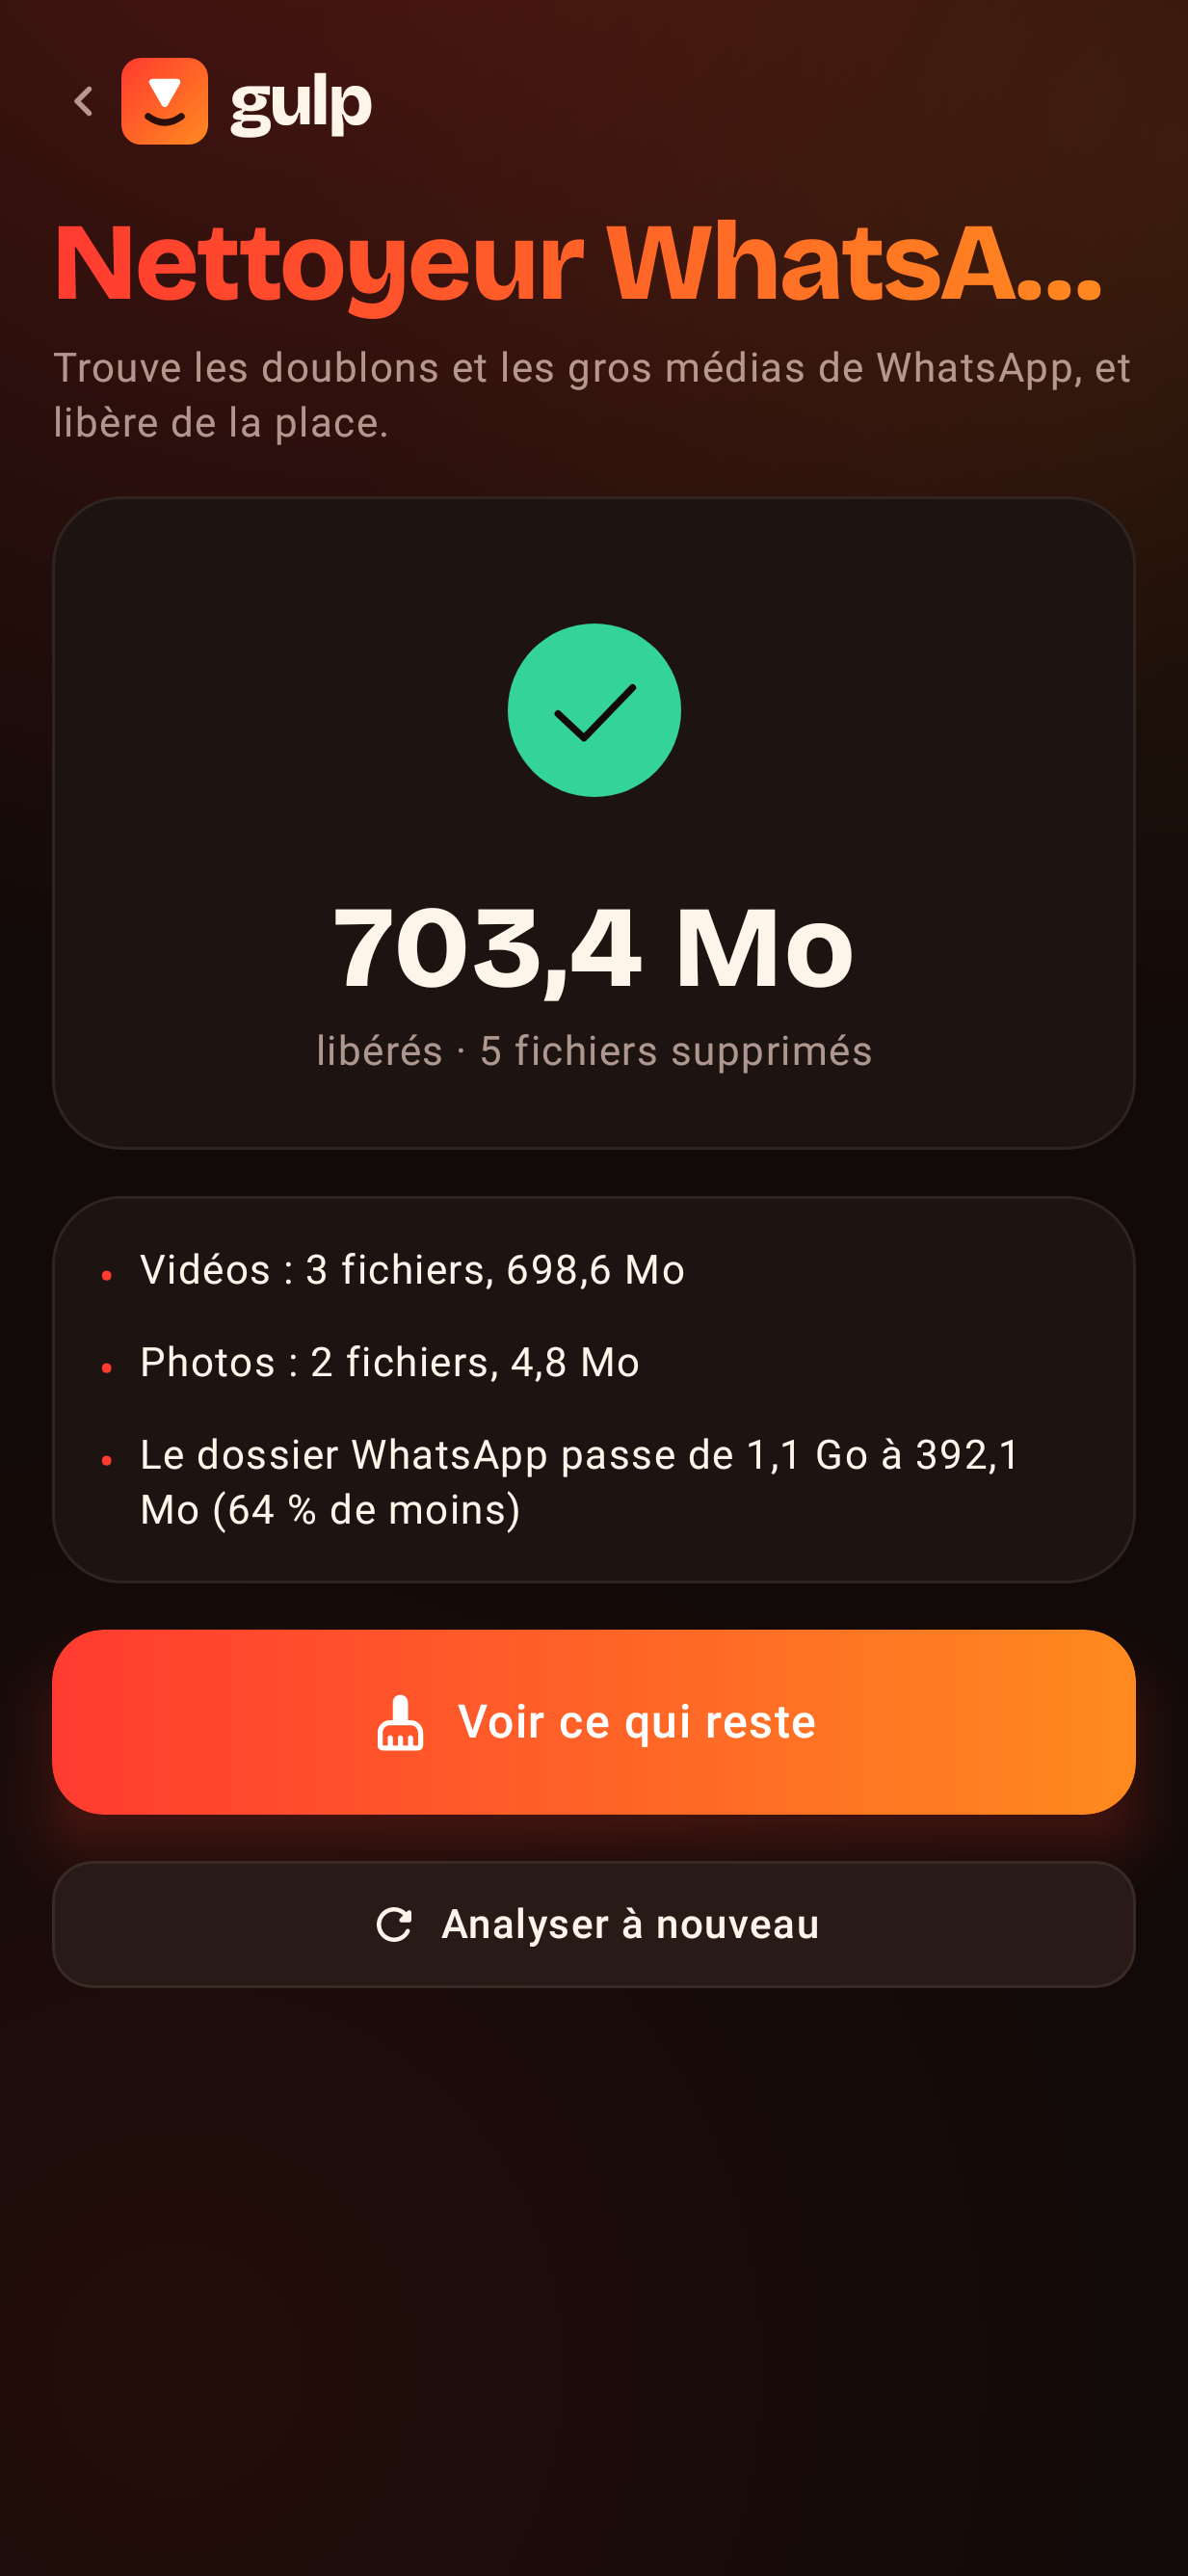 gulp
Nettoyeur WhatsA...
Trouve les doublons et les gros médias de WhatsApp, et
libère de la place.
703,4 Mo
libérés · 5 fichiers supprimés
• Vidéos : 3 fichiers, 698,6 Mo
• Photos : 2 fichiers, 4,8 Mo
• Le dossier WhatsApp passe de 1,1 Go à 392,1
Mo (64 % de moins)
Voir ce qui reste
Analyser à nouveau